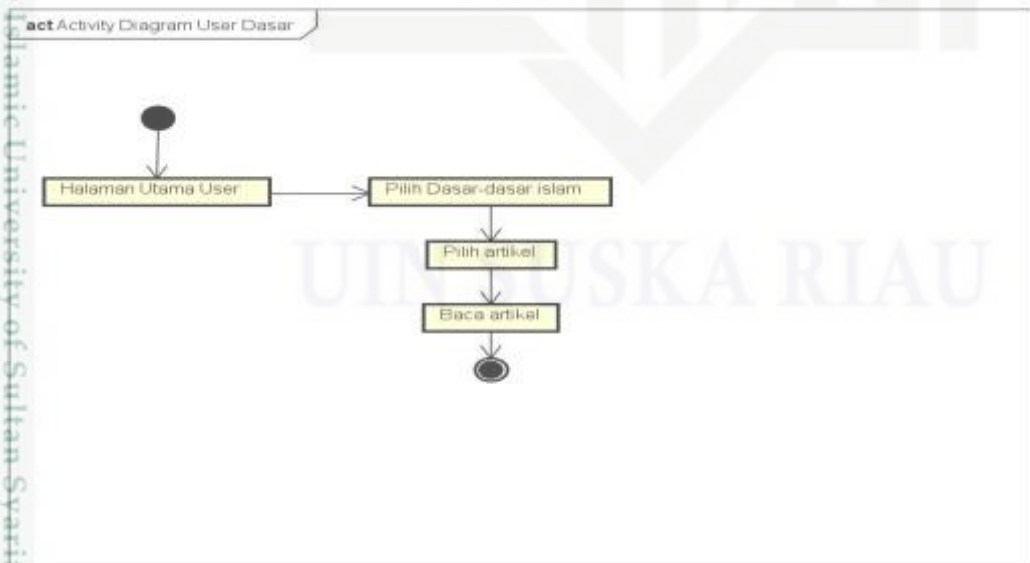 act Activity Diagram User Dasar
Halaman Utama User
Pilih Dasar-dasar islam
Pilih artikel
Baca artikel
UIN SUSKA RIAU
Islamic University of Sultan Syarif